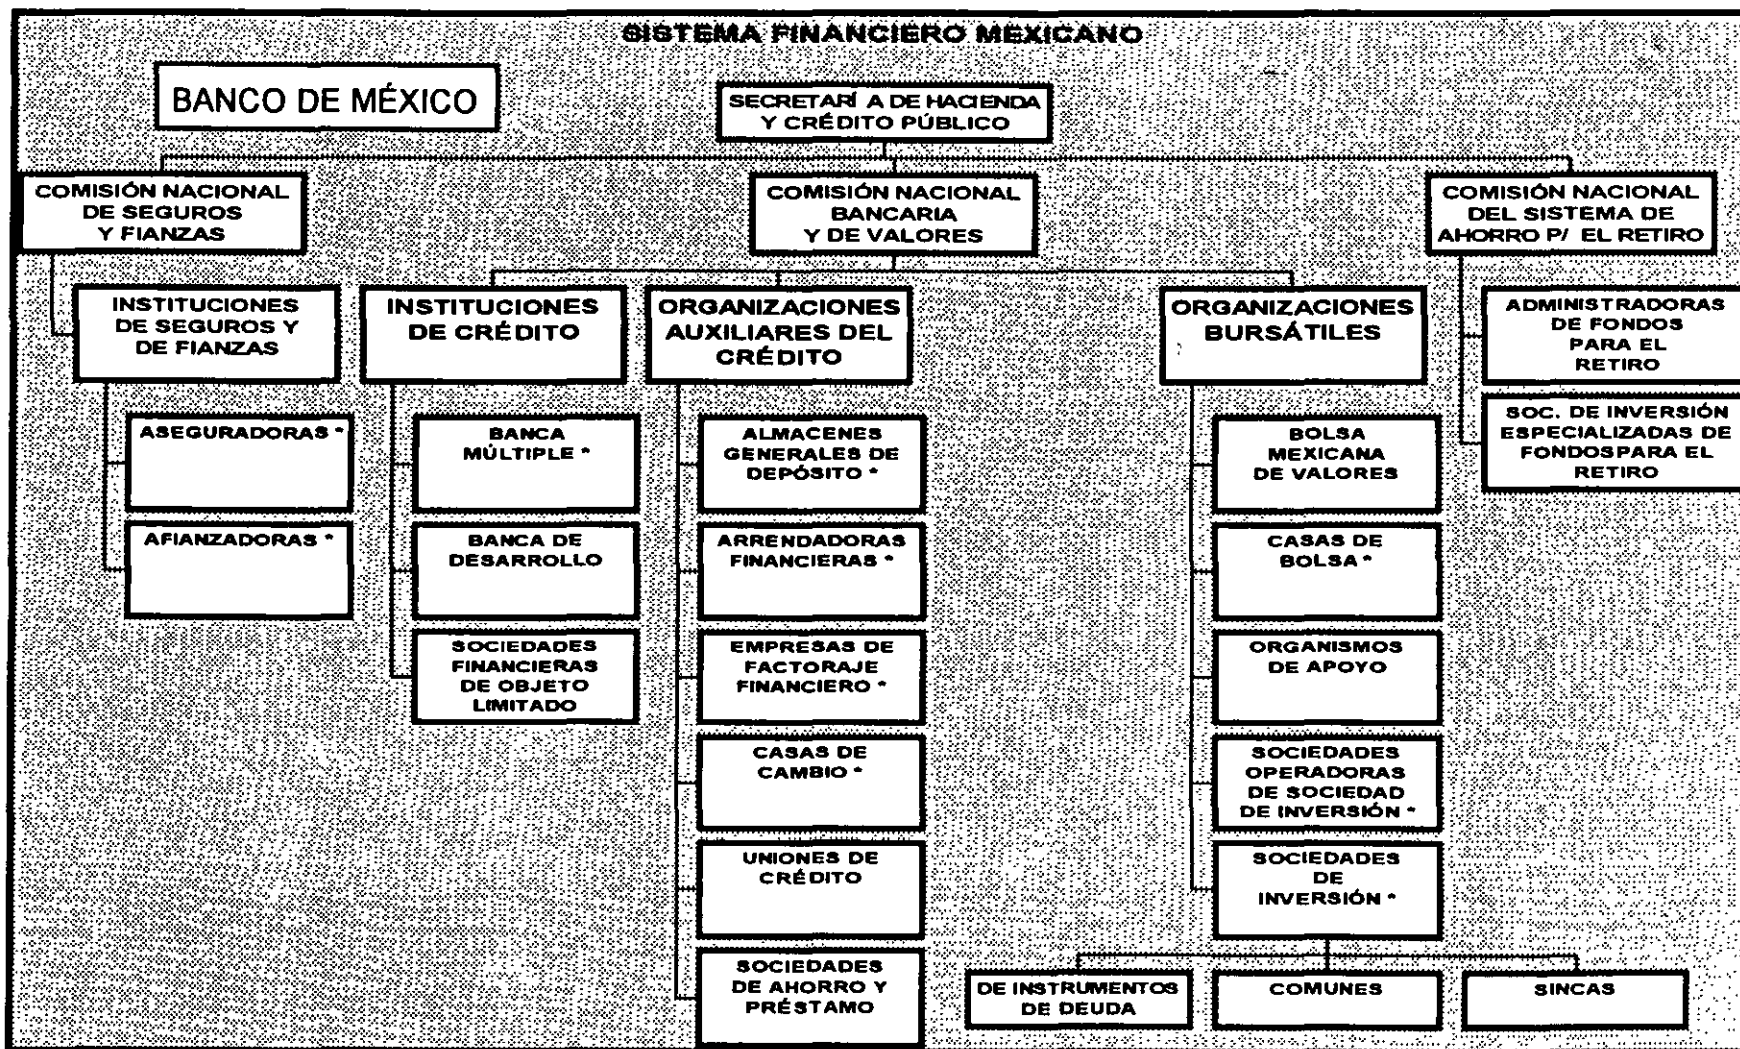 SISTEMA FINANCIERO MEXICANO
BANCO DE MÉXICO
SECRETARÍ A DE HACIENDA
Y CRÉDITO PÚBLICO
COMISIÓN NACIONAL
DE SEGUROS
Y FIANZAS
COMISIÓN NACIONAL
BANCARIA
Y DE VALORES
COMISIÓN NACIONAL
DEL SISTEMA DE
AHORRO P/ EL RETIRO
INSTITUCIONES
DE SEGUROS Y
DE FIANZAS
INSTITUCIONES
DE CRÉDITO
ORGANIZACIONES
AUXILIARES DEL
CRÉDITO
ORGANIZACIONES
BURSÁTILES
ADMINISTRADORAS
DE FONDOS
PARA EL
RETIRO
ASEGURADORAS *
AFIANZADORAS *
BANCA
MÚLTIPLE *
BANCA DE
DESARROLLO
SOCIEDADES
FINANCIERAS
DE OBJETO
LIMITADO
ALMACENES
GENERALES DE
DEPÓSITO *
ARRENDADORAS
FINANCIERAS *
EMPRESAS DE
FACTORAJE
FINANCIERO *
CASAS DE
CAMBIO *
UNIONES DE
CRÉDITO
SOCIEDADES
DE AHORRO Y
PRÉSTAMO
BOLSA
MEXICANA
DE VALORES
CASAS DE
BOLSA *
ORGANISMOS
DE APOYO
SOCIEDADES
OPERADORAS
DE SOCIEDAD
DE INVERSIÓN *
SOCIEDADES
DE
INVERSIÓN *
DE INSTRUMENTOS
DE DEUDA
COMUNES
SINCAS
SOC. DE INVERSIÓN
ESPECIALIZADAS DE
FONDOSPARA EL
RETIRO